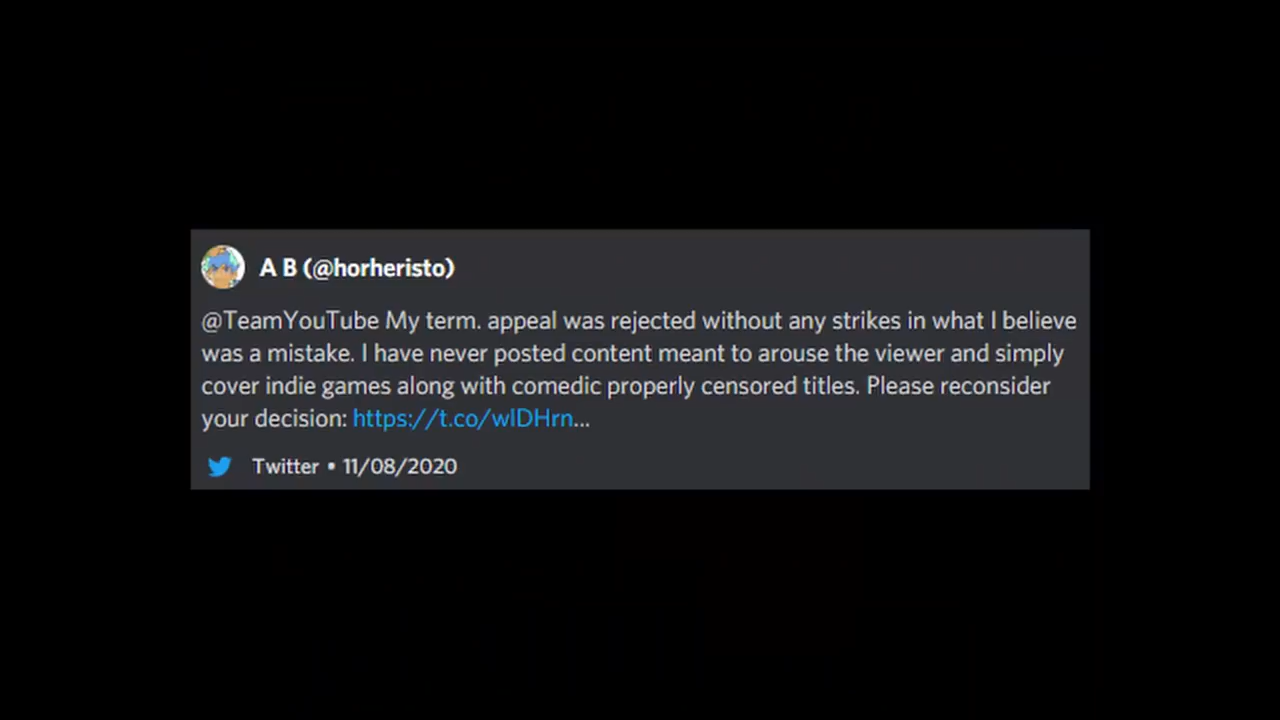 A B (@horheristo)
@TeamYouTube My term. appeal was rejected without any strikes in what I believe
was a mistake. I have never posted content meant to arouse the viewer and simply
cover indie games along with comedic properly censored titles. Please reconsider
your decision: https://t.co/wlDHrn...
Twitter • 11/08/2020